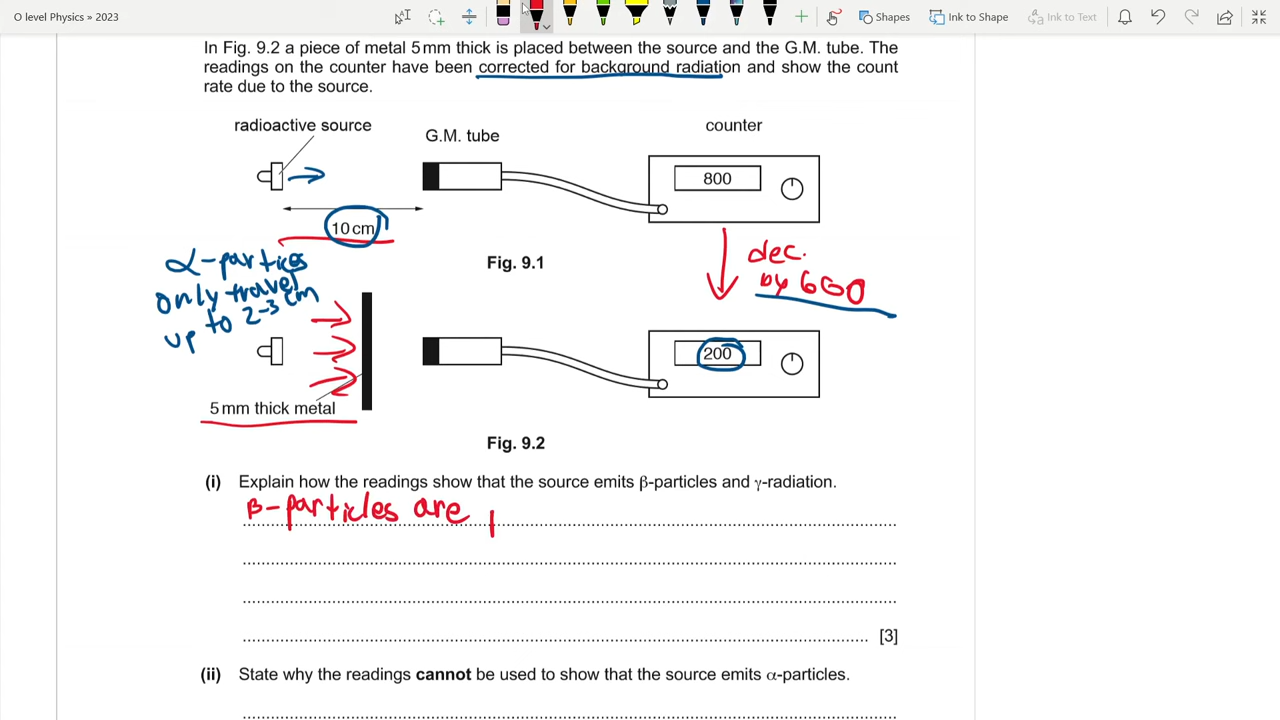 O level Physics » 2023
Shapes
Ink to Shape
Ink to Text
In Fig. 9.2 a piece of metal 5 mm thick is placed between the source and the G.M. tube. The
readings on the counter have been corrected for background radiation and show the count
rate due to the source.
radioactive source
G.M. tube
counter
800
10 cm
Fig. 9.1
dec.
by 600
α-partices
only travel
up to 2-3 cm
200
5 mm thick metal
Fig. 9.2
(i) Explain how the readings show that the source emits β-particles and γ-radiation.
β-particles are
[3]
(ii) State why the readings cannot be used to show that the source emits α-particles.